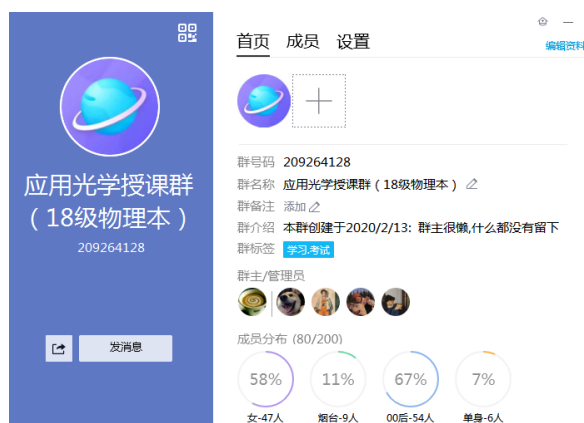 应用光学授课群
（18级物理本）
209264128
发消息
首页 成员 设置
编辑资料
群号码 209264128
群名称 应用光学授课群（18级物理本）
群备注 添加
群介绍 本群创建于2020/2/13: 群主很懒,什么都没有留下
群标签 学习.考试
群主/管理员
成员分布 (80/200)
58% 11% 67% 7%
女-47人 烟台-9人 00后-54人 单身-6人